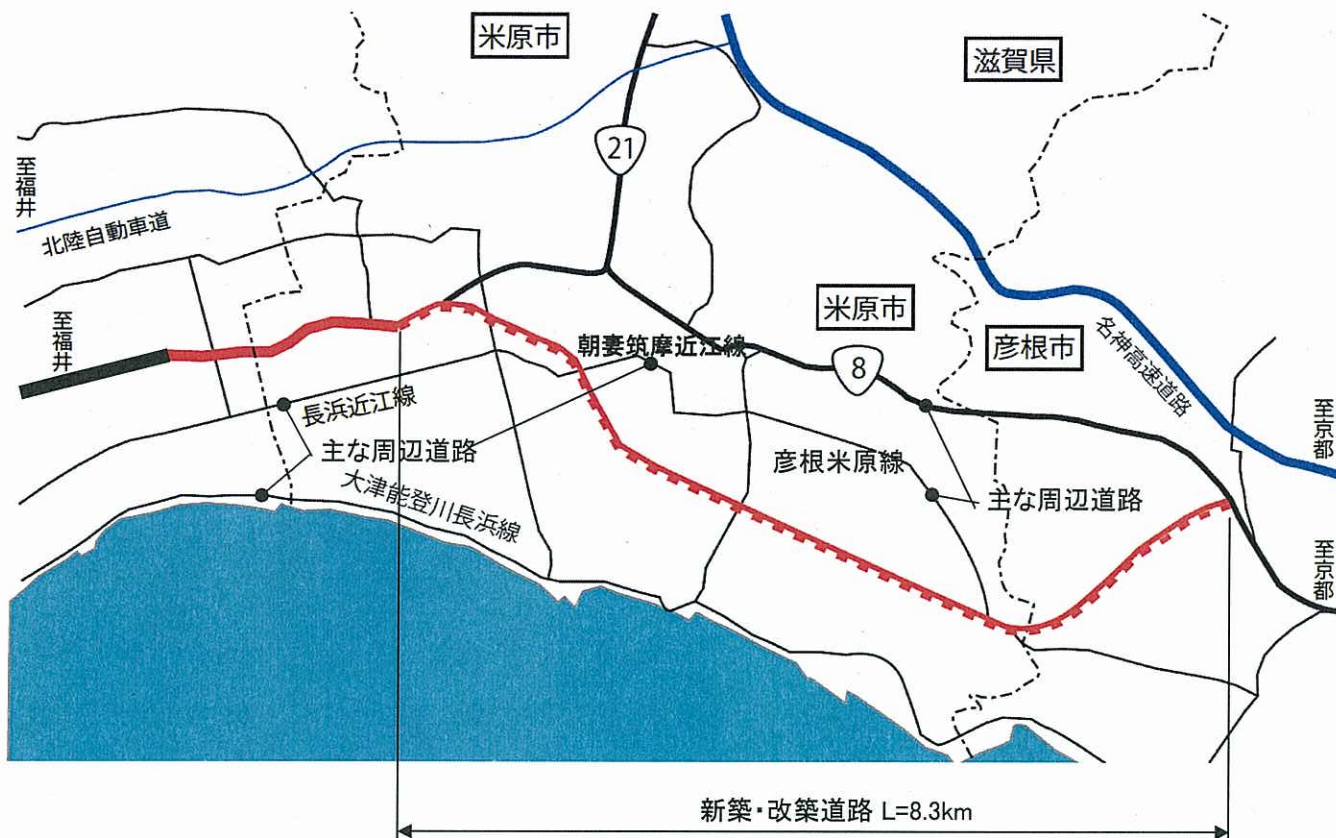 米原市
滋賀県
21
至福井
北陸自動車道
至福井
米原市
彦根市
朝妻筑摩近江線
8
名神高速道路
長浜近江線
至京都
主な周辺道路
彦根米原線
大津能登川長浜線
主な周辺道路
至京都
新築・改築道路 L=8.3km